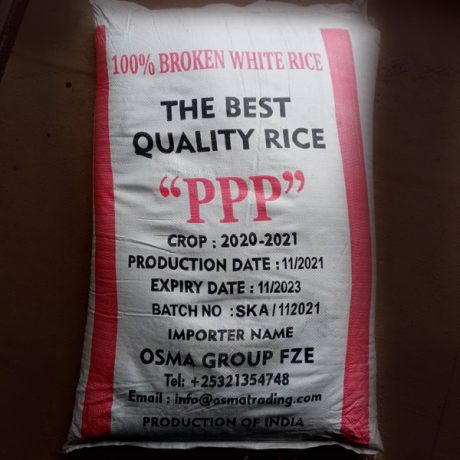 100% BROKEN WHITE RICE
THE BEST
QUALITY RICE
“PPP”
CROP : 2020-2021
PRODUCTION DATE : 11/2021
EXPIRY DATE : 11/2023
BATCH NO : SKA/112021
IMPORTER NAME
OSMA GROUP FZE
Tel: +25321354748
Email : info@osmatrading.com
PRODUCTION OF INDIA